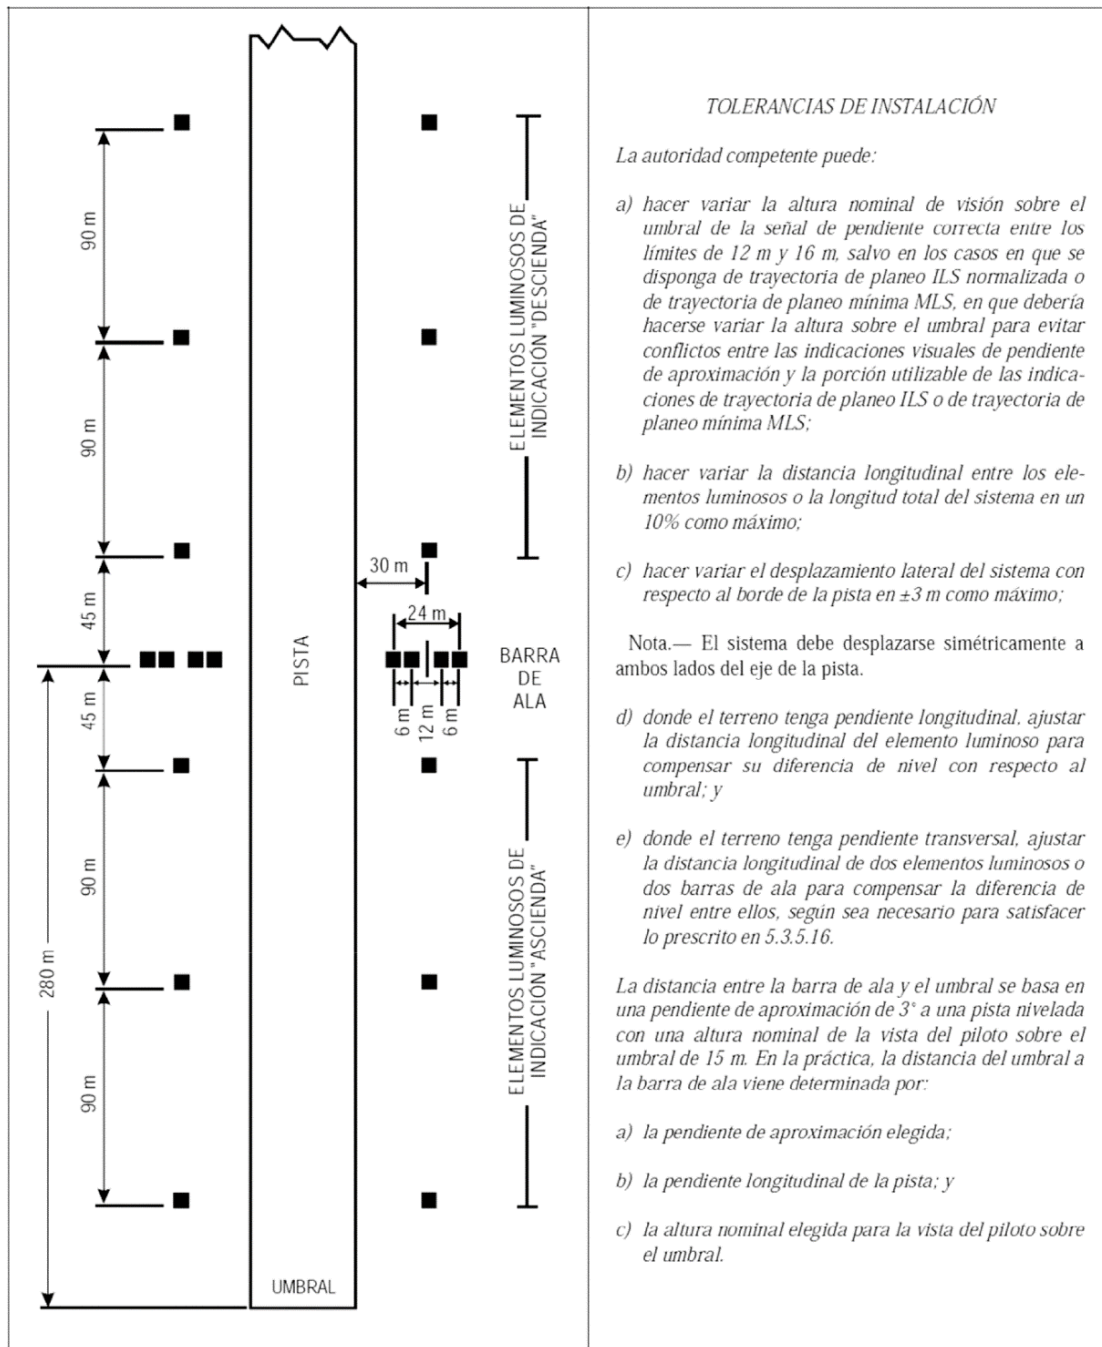 90 m
90 m
45 m
45 m
90 m
90 m
280 m
PISTA
UMBRAL
30 m
24 m
6 m
12 m
6 m
ELEMENTOS LUMINOSOS DE
INDICACIÓN "DESCIENDA"
BARRA
DE
ALA
ELEMENTOS LUMINOSOS DE
INDICACIÓN "ASCIENDA"
TOLERANCIAS DE INSTALACIÓN
La autoridad competente puede:
a) hacer variar la altura nominal de visión sobre el
umbral de la señal de pendiente correcta entre los
límites de 12 m y 16 m, salvo en los casos en que se
disponga de trayectoria de planeo ILS normalizada o
de trayectoria de planeo mínima MLS, en que debería
hacerse variar la altura sobre el umbral para evitar
conflictos entre las indicaciones visuales de pendiente
de aproximación y la porción utilizable de las indica-
ciones de trayectoria de planeo ILS o de trayectoria de
planeo mínima MLS;
b) hacer variar la distancia longitudinal entre los ele-
mentos luminosos o la longitud total del sistema en un
10% como máximo;
c) hacer variar el desplazamiento lateral del sistema con
respecto al borde de la pista en ±3 m como máximo;
Nota.— El sistema debe desplazarse simétricamente a
ambos lados del eje de la pista.
d) donde el terreno tenga pendiente longitudinal, ajustar
la distancia longitudinal del elemento luminoso para
compensar su diferencia de nivel con respecto al
umbral; y
e) donde el terreno tenga pendiente transversal, ajustar
la distancia longitudinal de dos elementos luminosos o
dos barras de ala para compensar la diferencia de
nivel entre ellos, según sea necesario para satisfacer
lo prescrito en 5.3.5.16.
La distancia entre la barra de ala y el umbral se basa en
una pendiente de aproximación de 3° a una pista nivelada
con una altura nominal de la vista del piloto sobre el
umbral de 15 m. En la práctica, la distancia del umbral a
la barra de ala viene determinada por:
a) la pendiente de aproximación elegida;
b) la pendiente longitudinal de la pista; y
c) la altura nominal elegida para la vista del piloto sobre
el umbral.